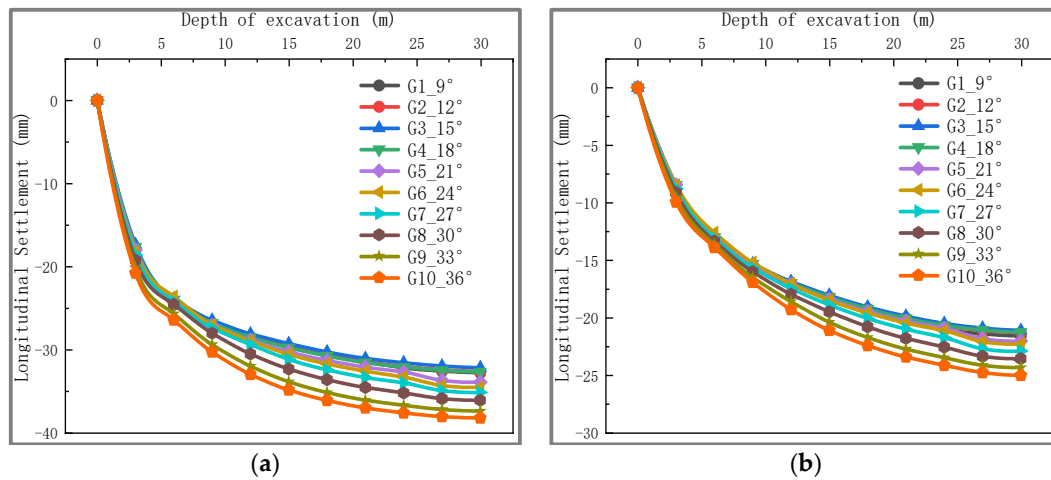 Depth of excavation (m)
0 5 10 15 20 25 30
Longitudinal Settlement (mm)
0
-10
-20
-30
-40
G1_9°
G2_12°
G3_15°
G4_18°
G5_21°
G6_24°
G7_27°
G8_30°
G9_33°
G10_36°
(a)
Depth of excavation (m)
0 5 10 15 20 25 30
Longitudinal Settlement (mm)
0
-5
-10
-15
-20
-25
-30
G1_9°
G2_12°
G3_15°
G4_18°
G5_21°
G6_24°
G7_27°
G8_30°
G9_33°
G10_36°
(b)